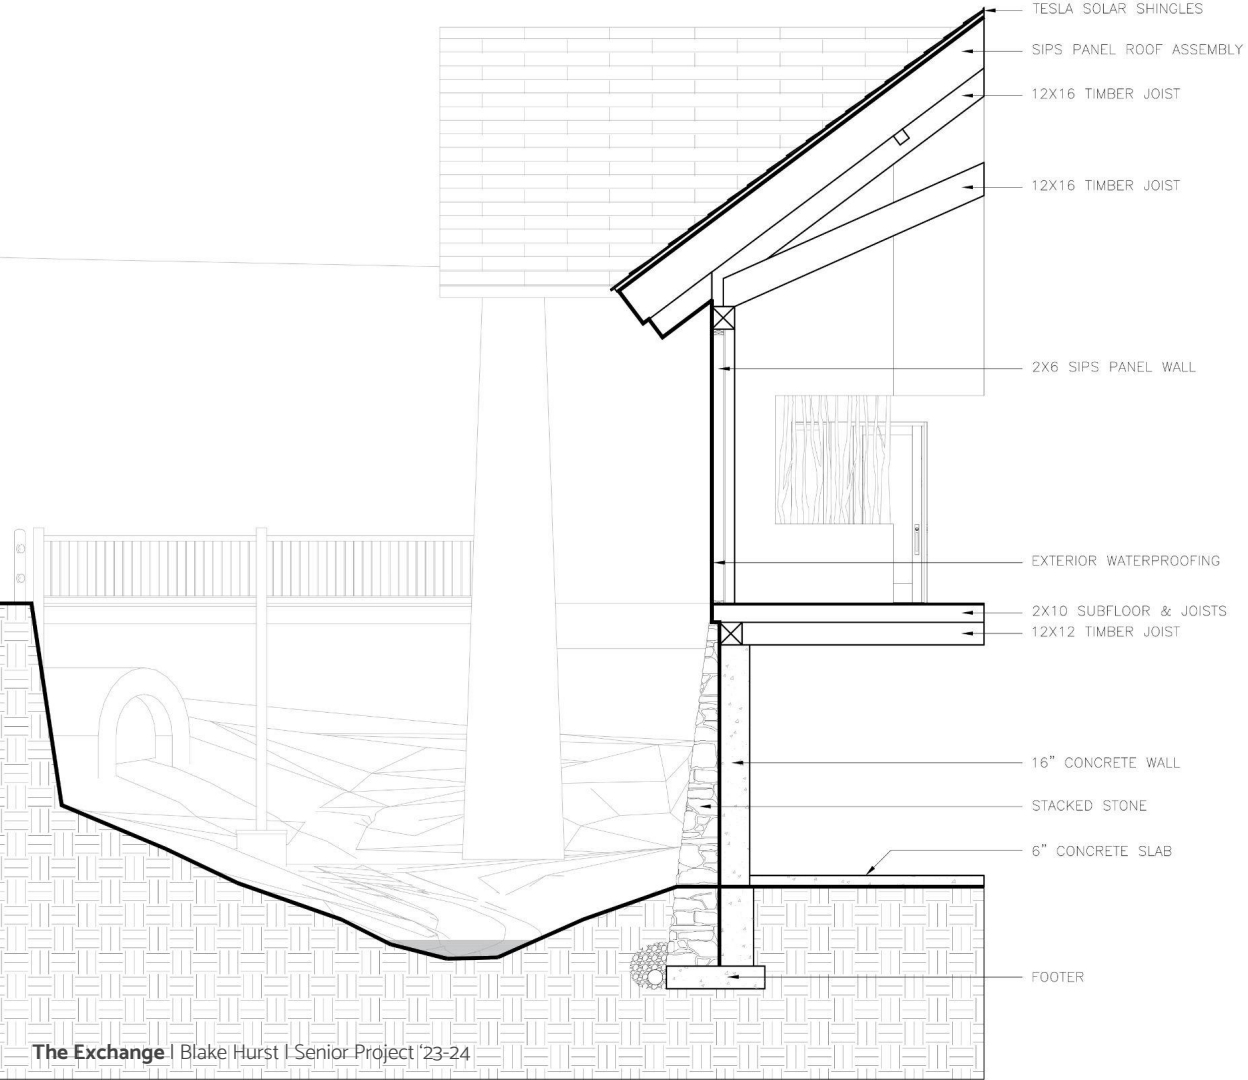 TESLA SOLAR SHINGLES
SIPS PANEL ROOF ASSEMBLY
12X16 TIMBER JOIST
12X16 TIMBER JOIST
2X6 SIPS PANEL WALL
EXTERIOR WATERPROOFING
2X10 SUBFLOOR & JOISTS
12X12 TIMBER JOIST
16" CONCRETE WALL
STACKED STONE
6" CONCRETE SLAB
FOOTER
The Exchange | Blake Hurst | Senior Project ‘23-24